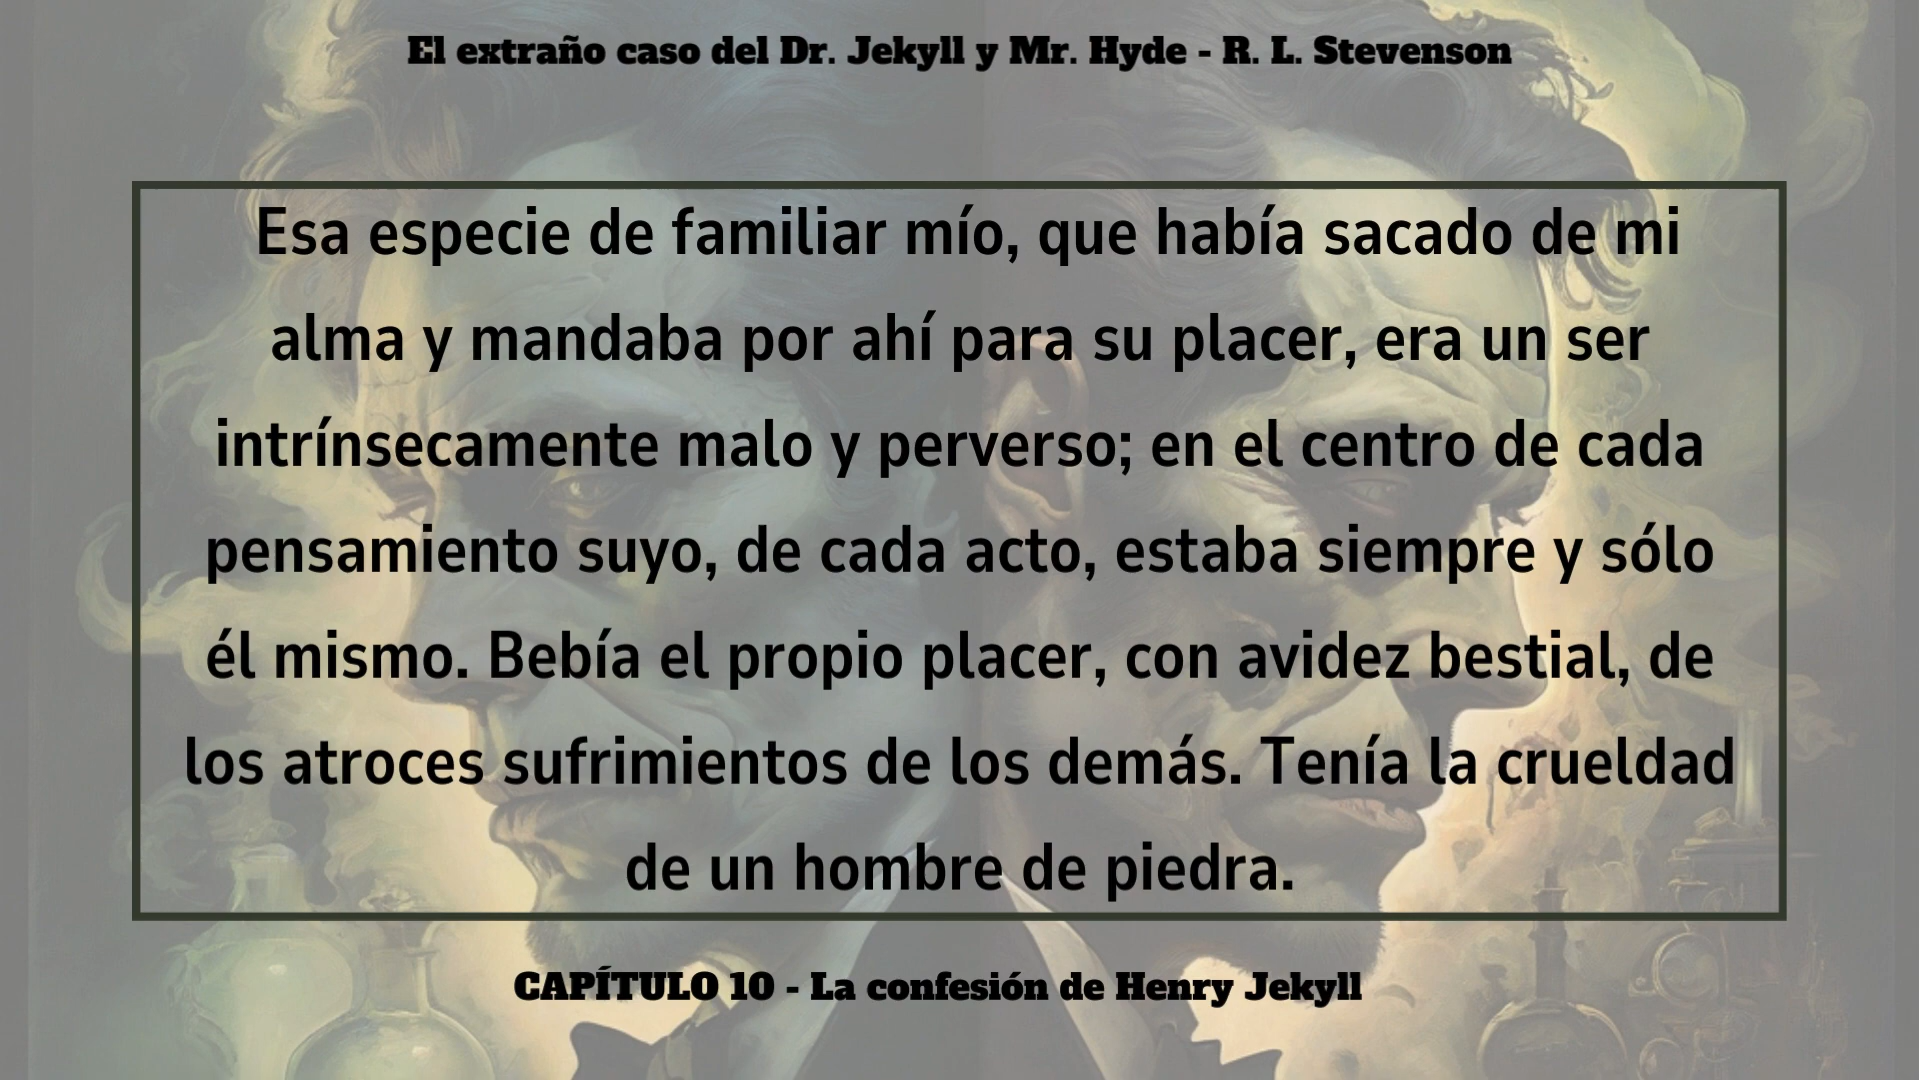 El extraño caso del Dr. Jekyll y Mr. Hyde - R. L. Stevenson
Esa especie de familiar mío, que había sacado de mi
alma y mandaba por ahí para su placer, era un ser
intrínsecamente malo y perverso; en el centro de cada
pensamiento suyo, de cada acto, estaba siempre y sólo
él mismo. Bebía el propio placer, con avidez bestial, de
los atroces sufrimientos de los demás. Tenía la crueldad
de un hombre de piedra.
CAPÍTULO 10 - La confesión de Henry Jekyll